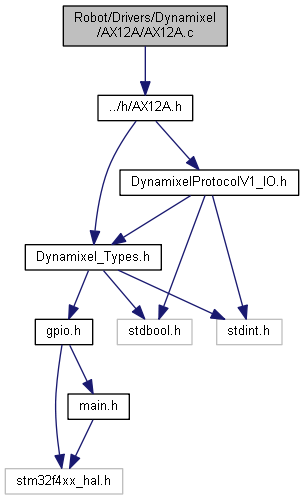 Robot/Drivers/Dynamixel
/AX12A/AX12A.c
../h/AX12A.h
DynamixelProtocolV1_IO.h
Dynamixel_Types.h
gpio.h
stdbool.h
stdint.h
main.h
stm32f4xx_hal.h